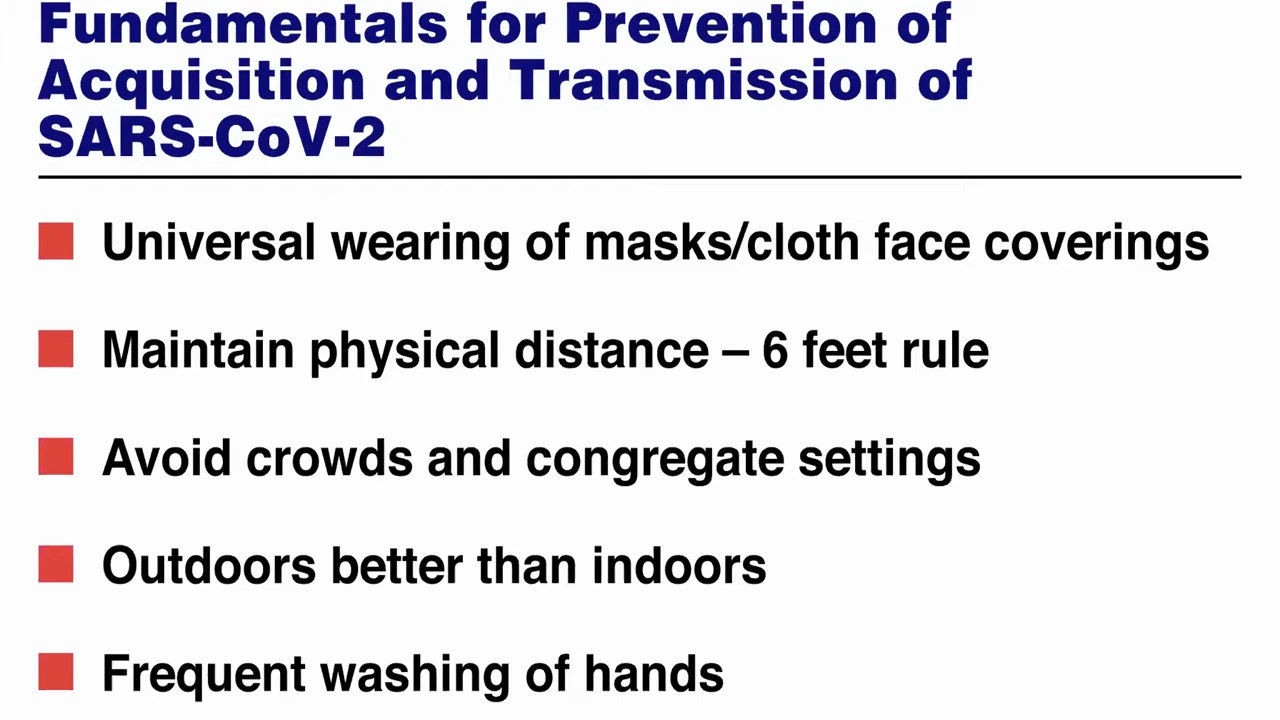 Fundamentals for Prevention of
Acquisition and Transmission of
SARS-CoV-2
Universal wearing of masks/cloth face coverings
Maintain physical distance – 6 feet rule
Avoid crowds and congregate settings
Outdoors better than indoors
Frequent washing of hands